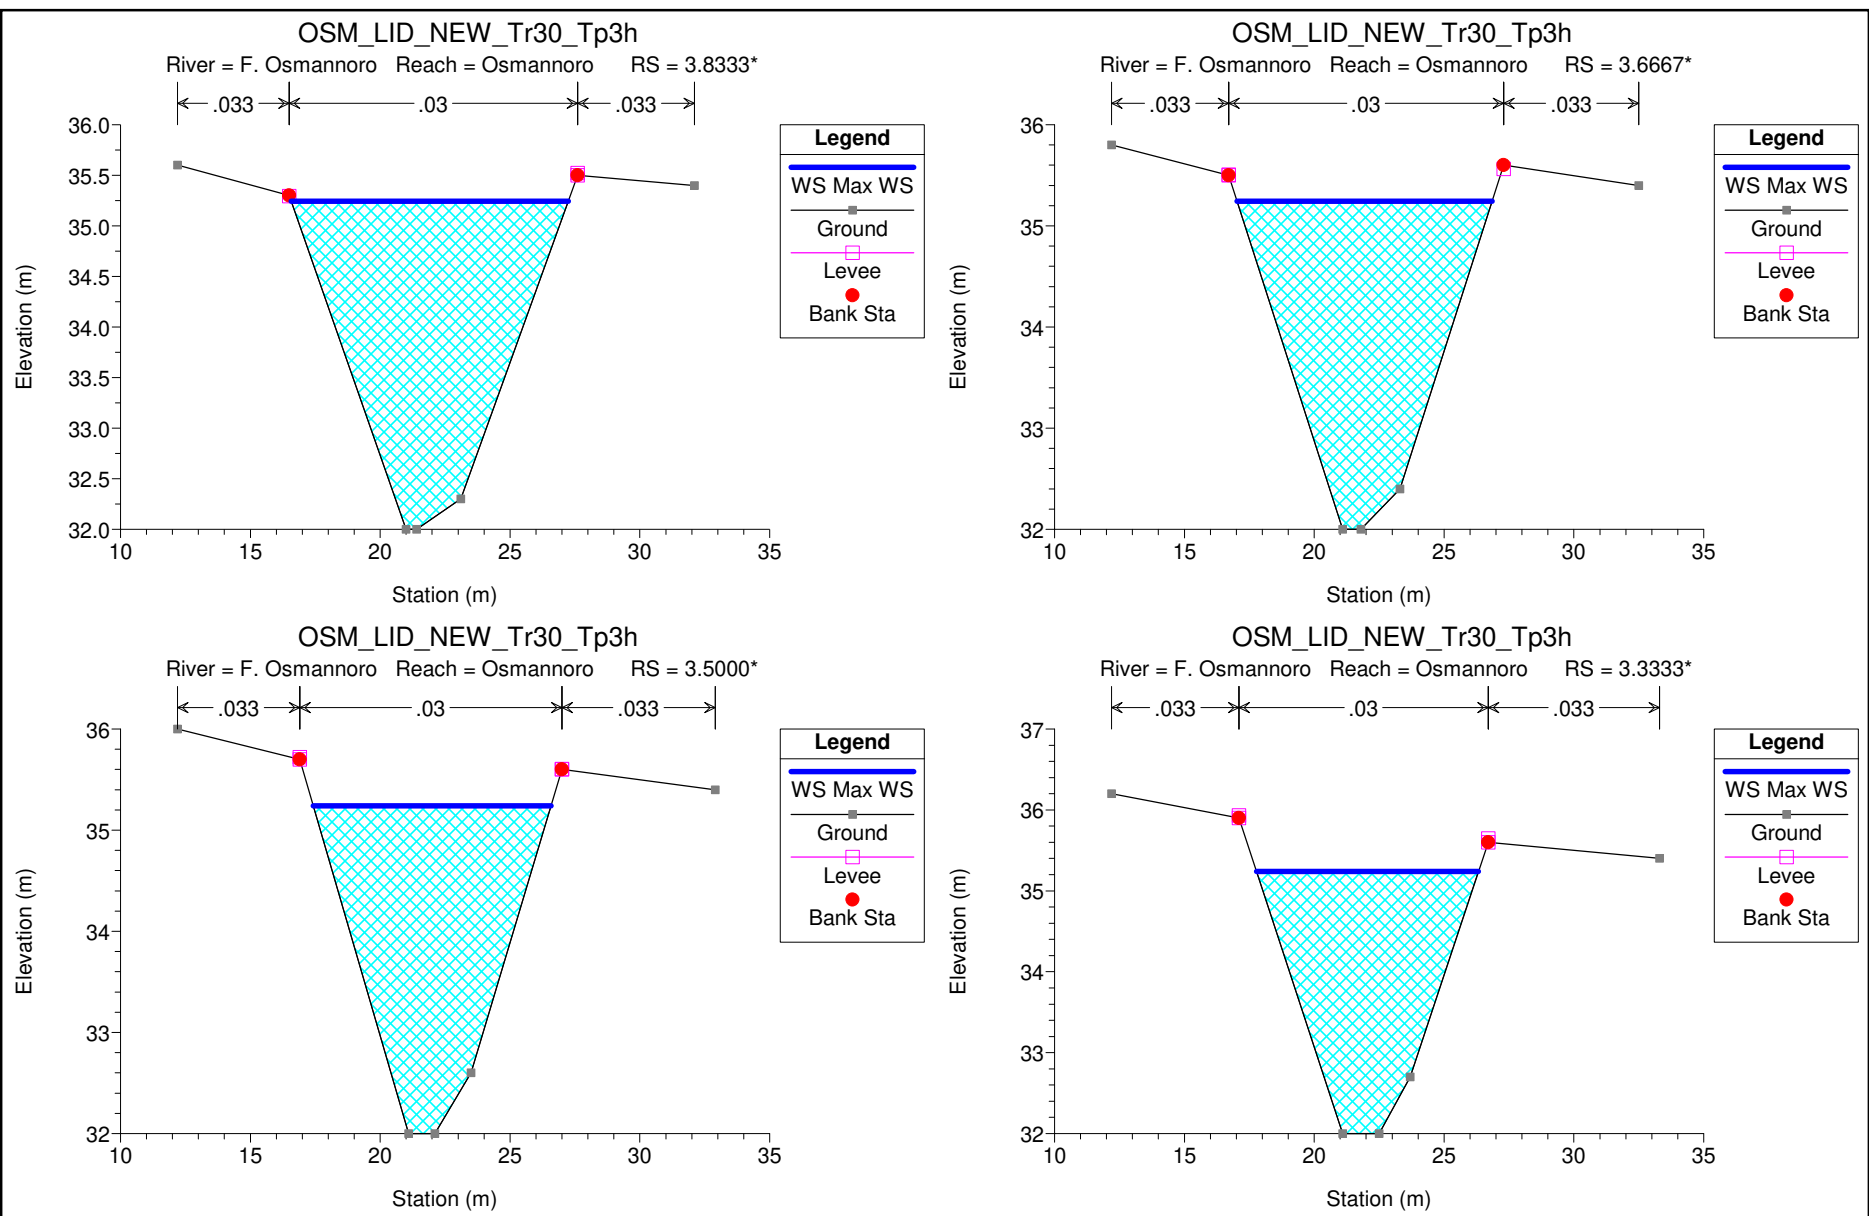 OSM_LID_NEW_Tr30_Tp3h
River = F. Osmannoro Reach = Osmannoro RS = 3.8333*
.033 .03 .033
36.0
35.5
35.0
34.5
34.0
33.5
33.0
32.5
32.0
Elevation (m)
10 15 20 25 30 35
Station (m)
Legend
WS Max WS
Ground
Levee
Bank Sta
OSM_LID_NEW_Tr30_Tp3h
River = F. Osmannoro Reach = Osmannoro RS = 3.6667*
.033 .03 .033
36
35
34
33
32
Elevation (m)
10 15 20 25 30 35
Station (m)
Legend
WS Max WS
Ground
Levee
Bank Sta
OSM_LID_NEW_Tr30_Tp3h
River = F. Osmannoro Reach = Osmannoro RS = 3.5000*
.033 .03 .033
36
35
34
33
32
Elevation (m)
10 15 20 25 30 35
Station (m)
Legend
WS Max WS
Ground
Levee
Bank Sta
OSM_LID_NEW_Tr30_Tp3h
River = F. Osmannoro Reach = Osmannoro RS = 3.3333*
.033 .03 .033
37
36
35
34
33
32
Elevation (m)
10 15 20 25 30 35
Station (m)
Legend
WS Max WS
Ground
Levee
Bank Sta